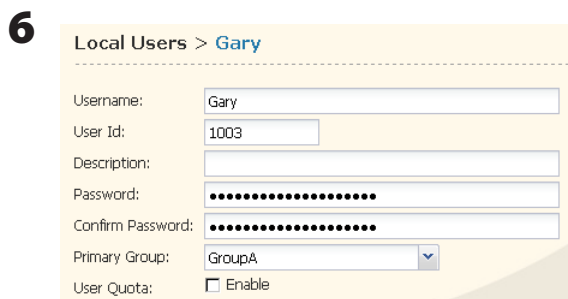 6
Local Users > Gary
Username: Gary
User Id: 1003
Description:
Password: ••••••••••••••••••••
Confirm Password: ••••••••••••••••••••
Primary Group: GroupA
User Quota: Enable